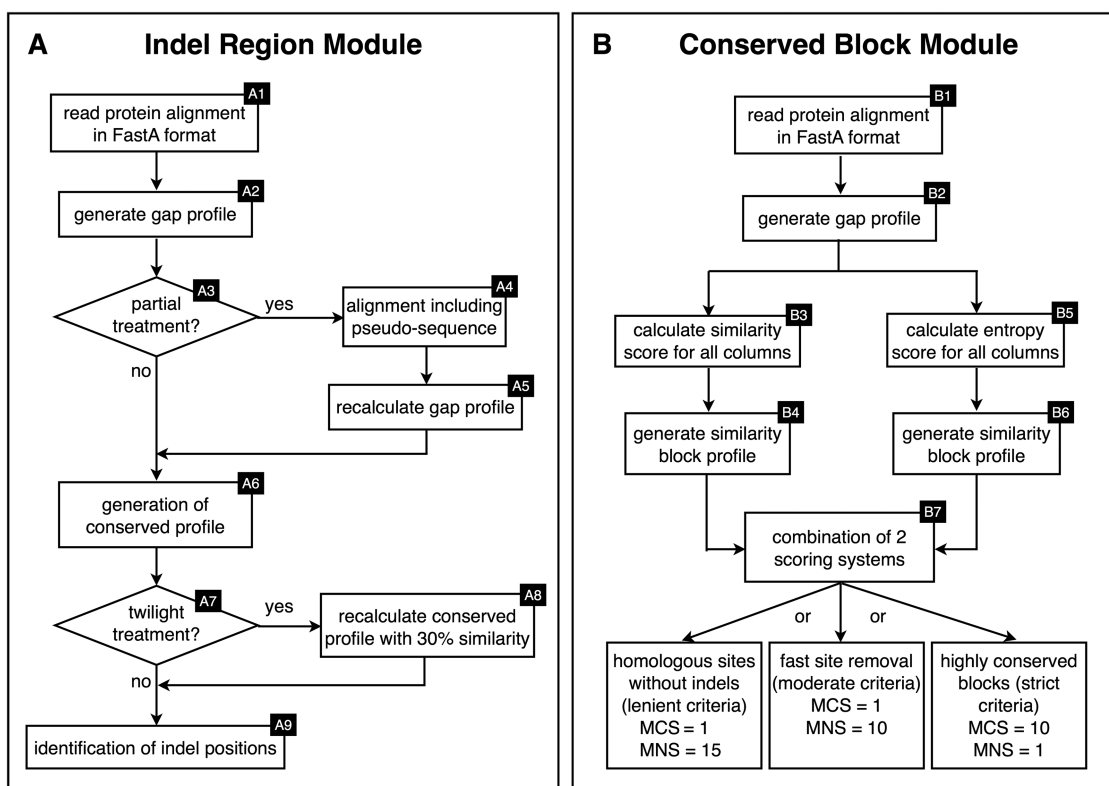 A Indel Region Module
A1
read protein alignment
in FastA format
A2
generate gap profile
A3
partial
treatment?
yes
no
A4
alignment including
pseudo-sequence
A5
recalculate gap profile
A6
generation of
conserved profile
A7
twilight
treatment?
yes
no
A8
recalculate conserved
profile with 30% similarity
A9
identification of indel positions
B Conserved Block Module
B1
read protein alignment
in FastA format
B2
generate gap profile
B3
calculate similarity
score for all columns
B4
generate similarity
block profile
B5
calculate entropy
score for all columns
B6
generate similarity
block profile
B7
combination of 2
scoring systems
or
or
homologous sites
without indels
(lenient criteria)
MCS = 1
MNS = 15
fast site removal
(moderate criteria)
MCS = 1
MNS = 10
highly conserved
blocks (strict
criteria)
MCS = 10
MNS = 1